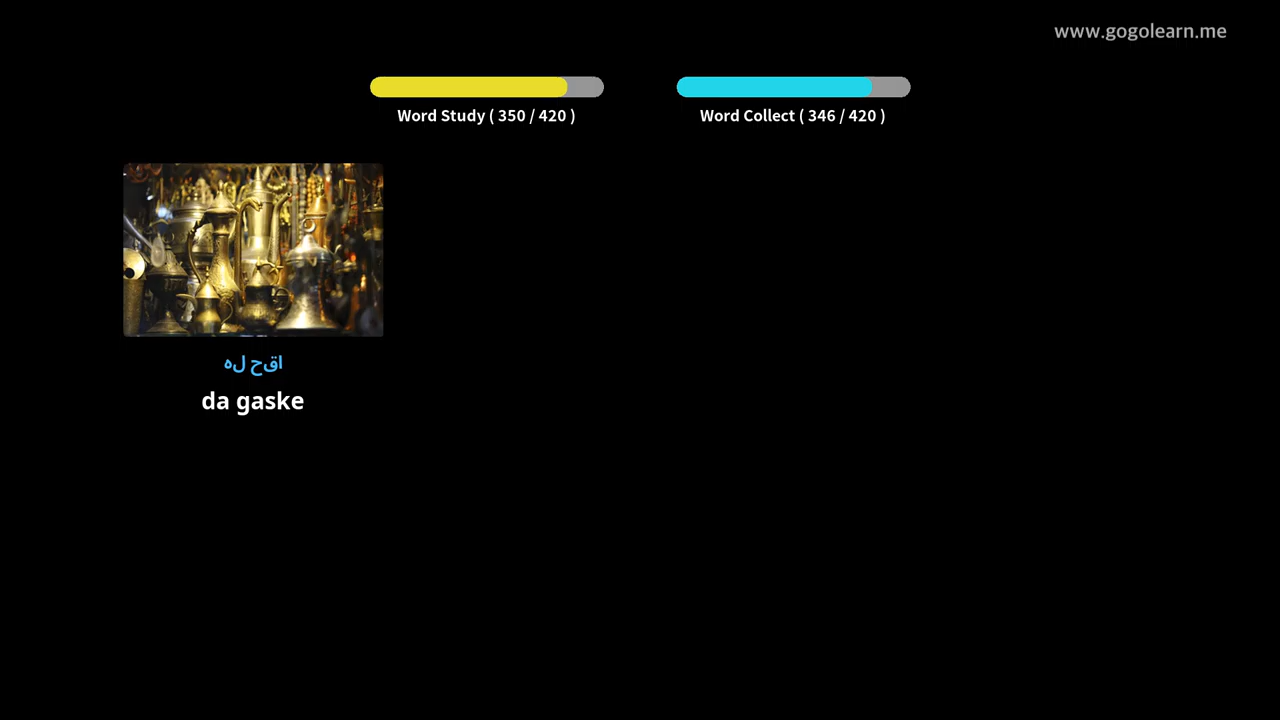 www.gogolearn.me
Word Study ( 350 / 420 )
Word Collect ( 346 / 420 )
اقح له
da gaske